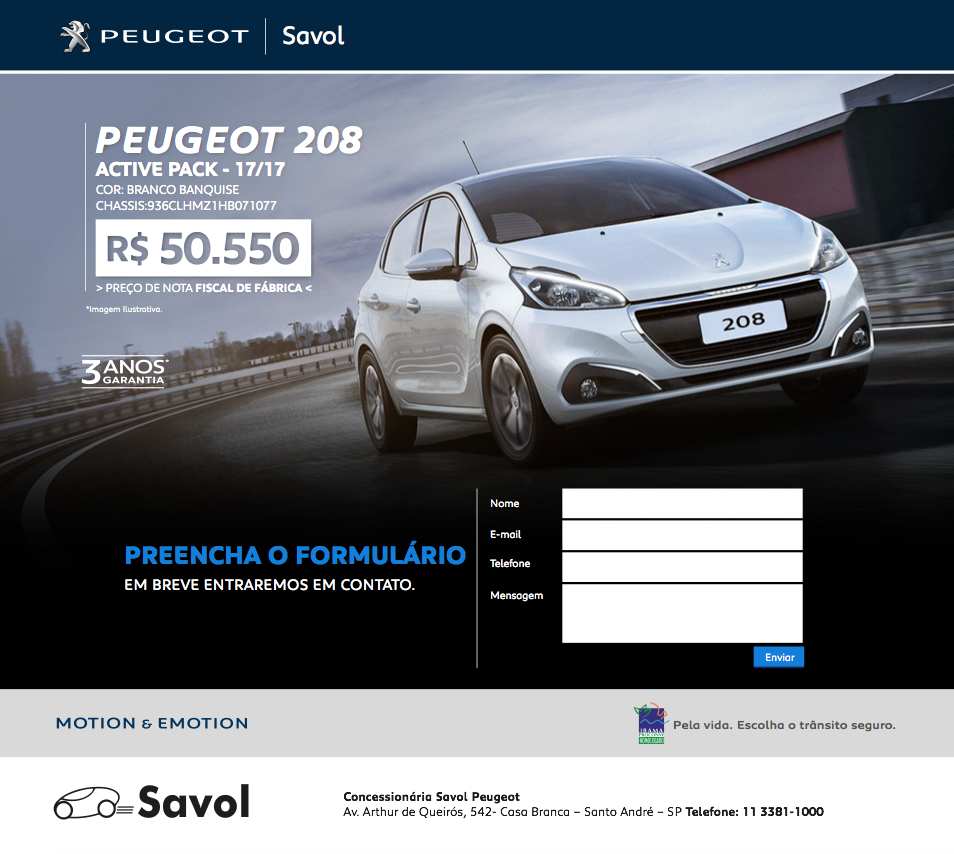 PEUGEOT Savol
PEUGEOT 208
ACTIVE PACK - 17/17
COR: BRANCO BANQUISE
CHASSIS:936CLHMZ1HB071077
R$ 50.550
> PREÇO DE NOTA FISCAL DE FÁBRICA <
*Imagem Ilustrativa.
3 ANOS*
GARANTIA
208
Nome
E-mail
Telefone
Mensagem
Enviar
PREENCHA O FORMULÁRIO
EM BREVE ENTRAREMOS EM CONTATO.
MOTION & EMOTION
IBAMA
Pela vida. Escolha o trânsito seguro.
Savol
Concessionária Savol Peugeot
Av. Arthur de Queirós, 542- Casa Branca – Santo André – SP Telefone: 11 3381-1000